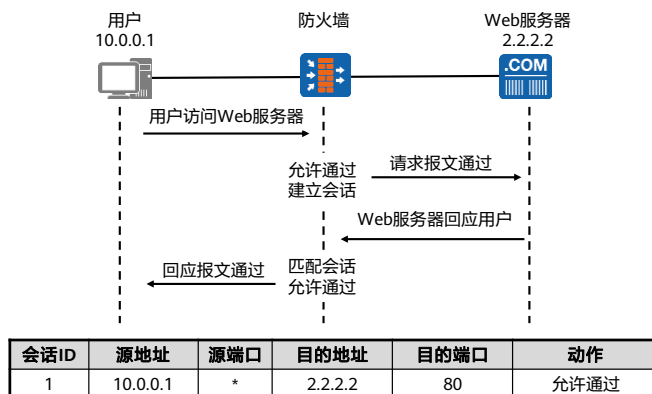 用户
10.0.0.1
防火墙
Web服务器
2.2.2.2
.COM
用户访问Web服务器
允许通过
建立会话
请求报文通过
Web服务器回应用户
回应报文通过
匹配会话
允许通过
会话ID 源地址 源端口 目的地址 目的端口 动作
1 10.0.0.1 * 2.2.2.2 80 允许通过